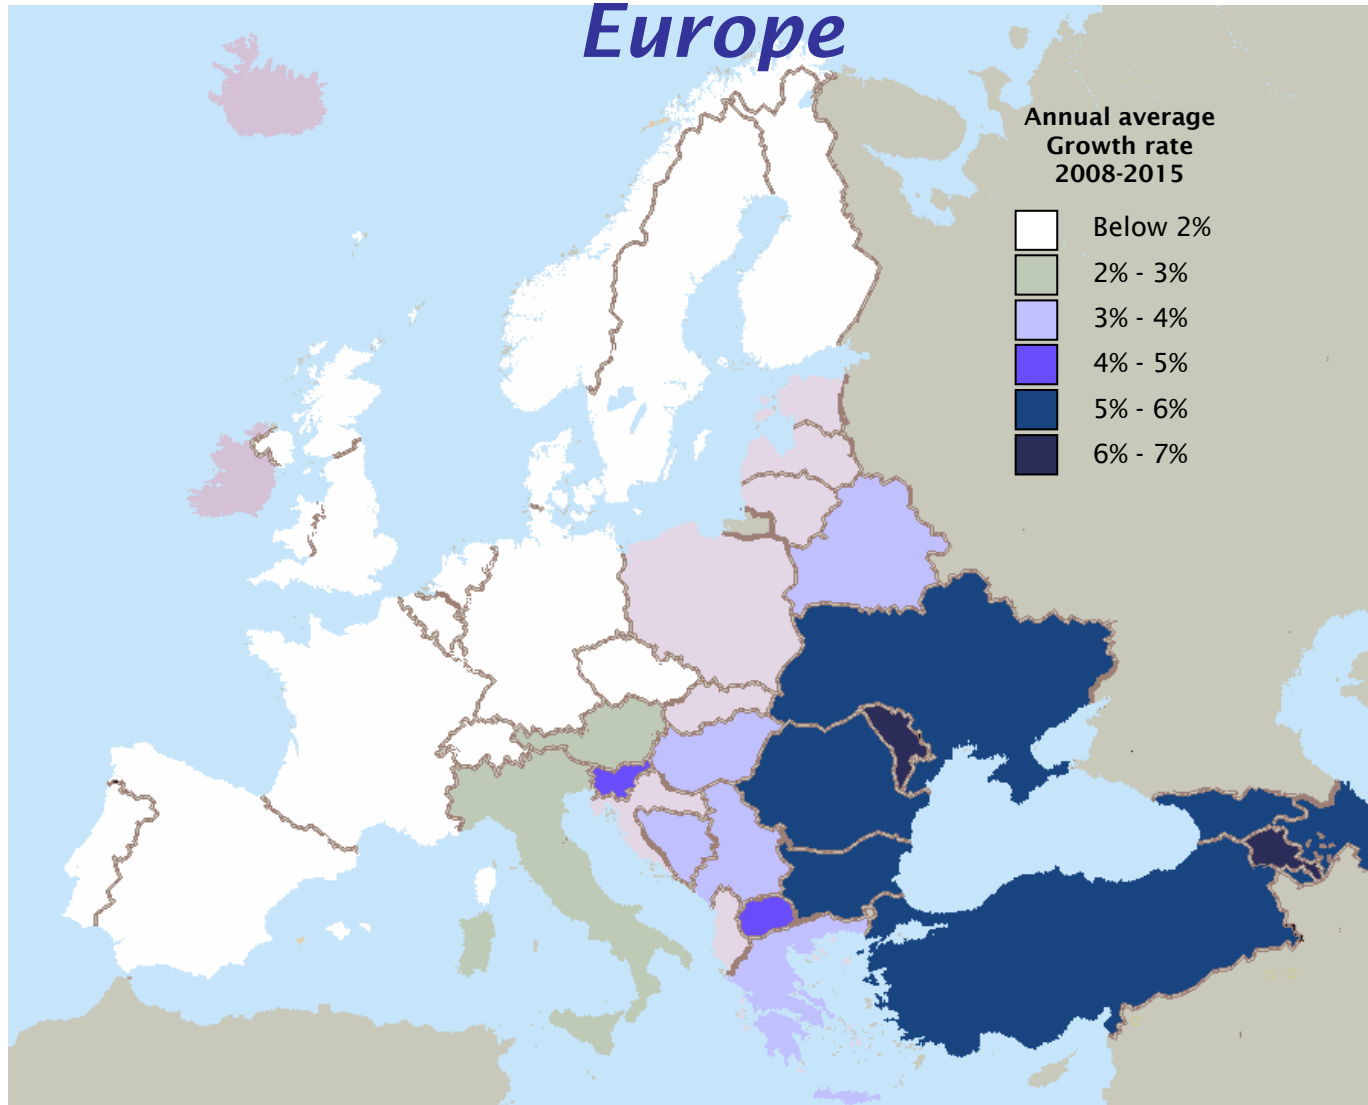 Europe
Annual average
Growth rate
2008-2015
Below 2%
2% - 3%
3% - 4%
4% - 5%
5% - 6%
6% - 7%